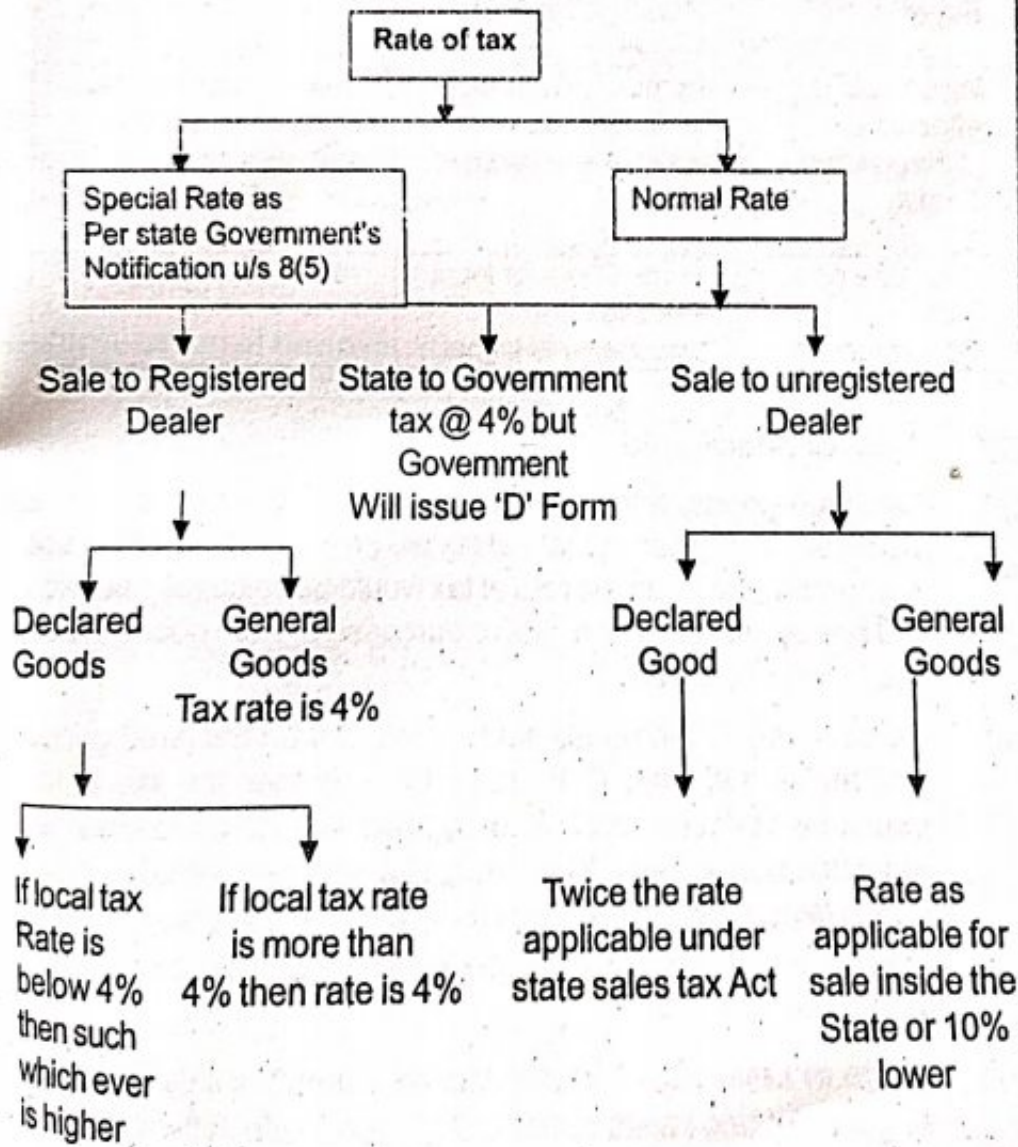 Rate of tax
Special Rate as
Per state Government's
Notification u/s 8(5)
Normal Rate
Sale to Registered
Dealer
State to Government
tax @ 4% but
Government
Will issue 'D' Form
Sale to unregistered
Dealer
Declared
Goods
General
Goods
Tax rate is 4%
Declared
Good
General
Goods
If local tax
Rate is
below 4%
then such
which ever
is higher
If local tax rate
is more than
4% then rate is 4%
Twice the rate
applicable under
state sales tax Act
Rate as
applicable for
sale inside the
State or 10%
lower